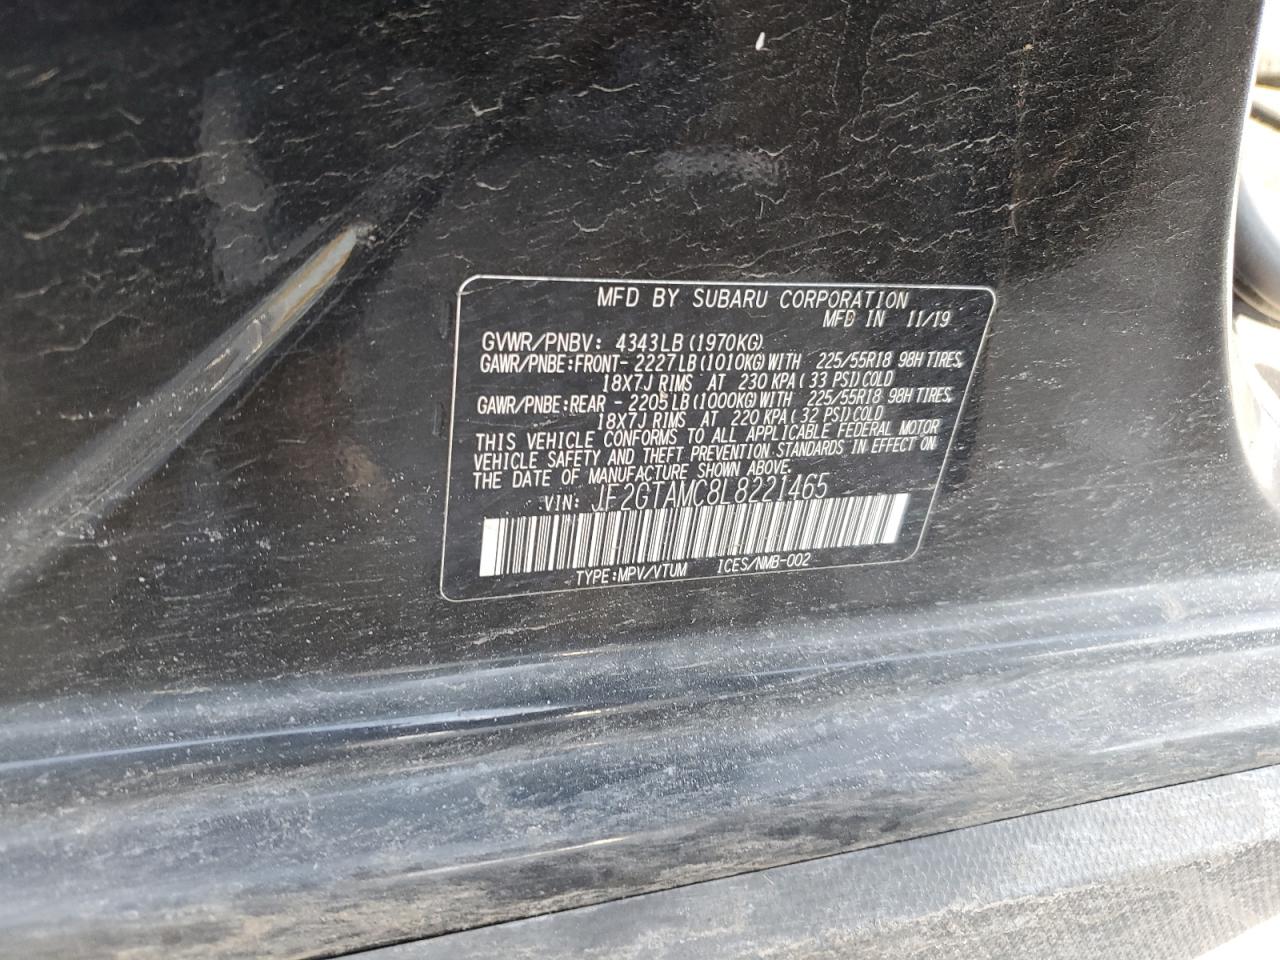 MFD BY SUBARU CORPORATION
MFD IN 11/19
GVWR/PNBV: 4343LB (1970KG)
GAWR/PNBE:FRONT- 2227LB(1010KG)WITH 225/55R18 98H TIRES,
18X7J RIMS AT 230 KPA (33 PSI)COLD
GAWR/PNBE:REAR - 2205LB(1000KG)WITH 225/55R18 98H TIRES,
18X7J RIMS AT 220 KPA(32 PSI)COLD
THIS VEHICLE CONFORMS TO ALL APPLICABLE FEDERAL MOTOR
VEHICLE SAFETY AND THEFT PREVENTION STANDARDS IN EFFECT ON
THE DATE OF MANUFACTURE SHOWN ABOVE.
VIN: JF2GTAMC8L8221465
TYPE:MPV/VTUM ICES/NMB-002